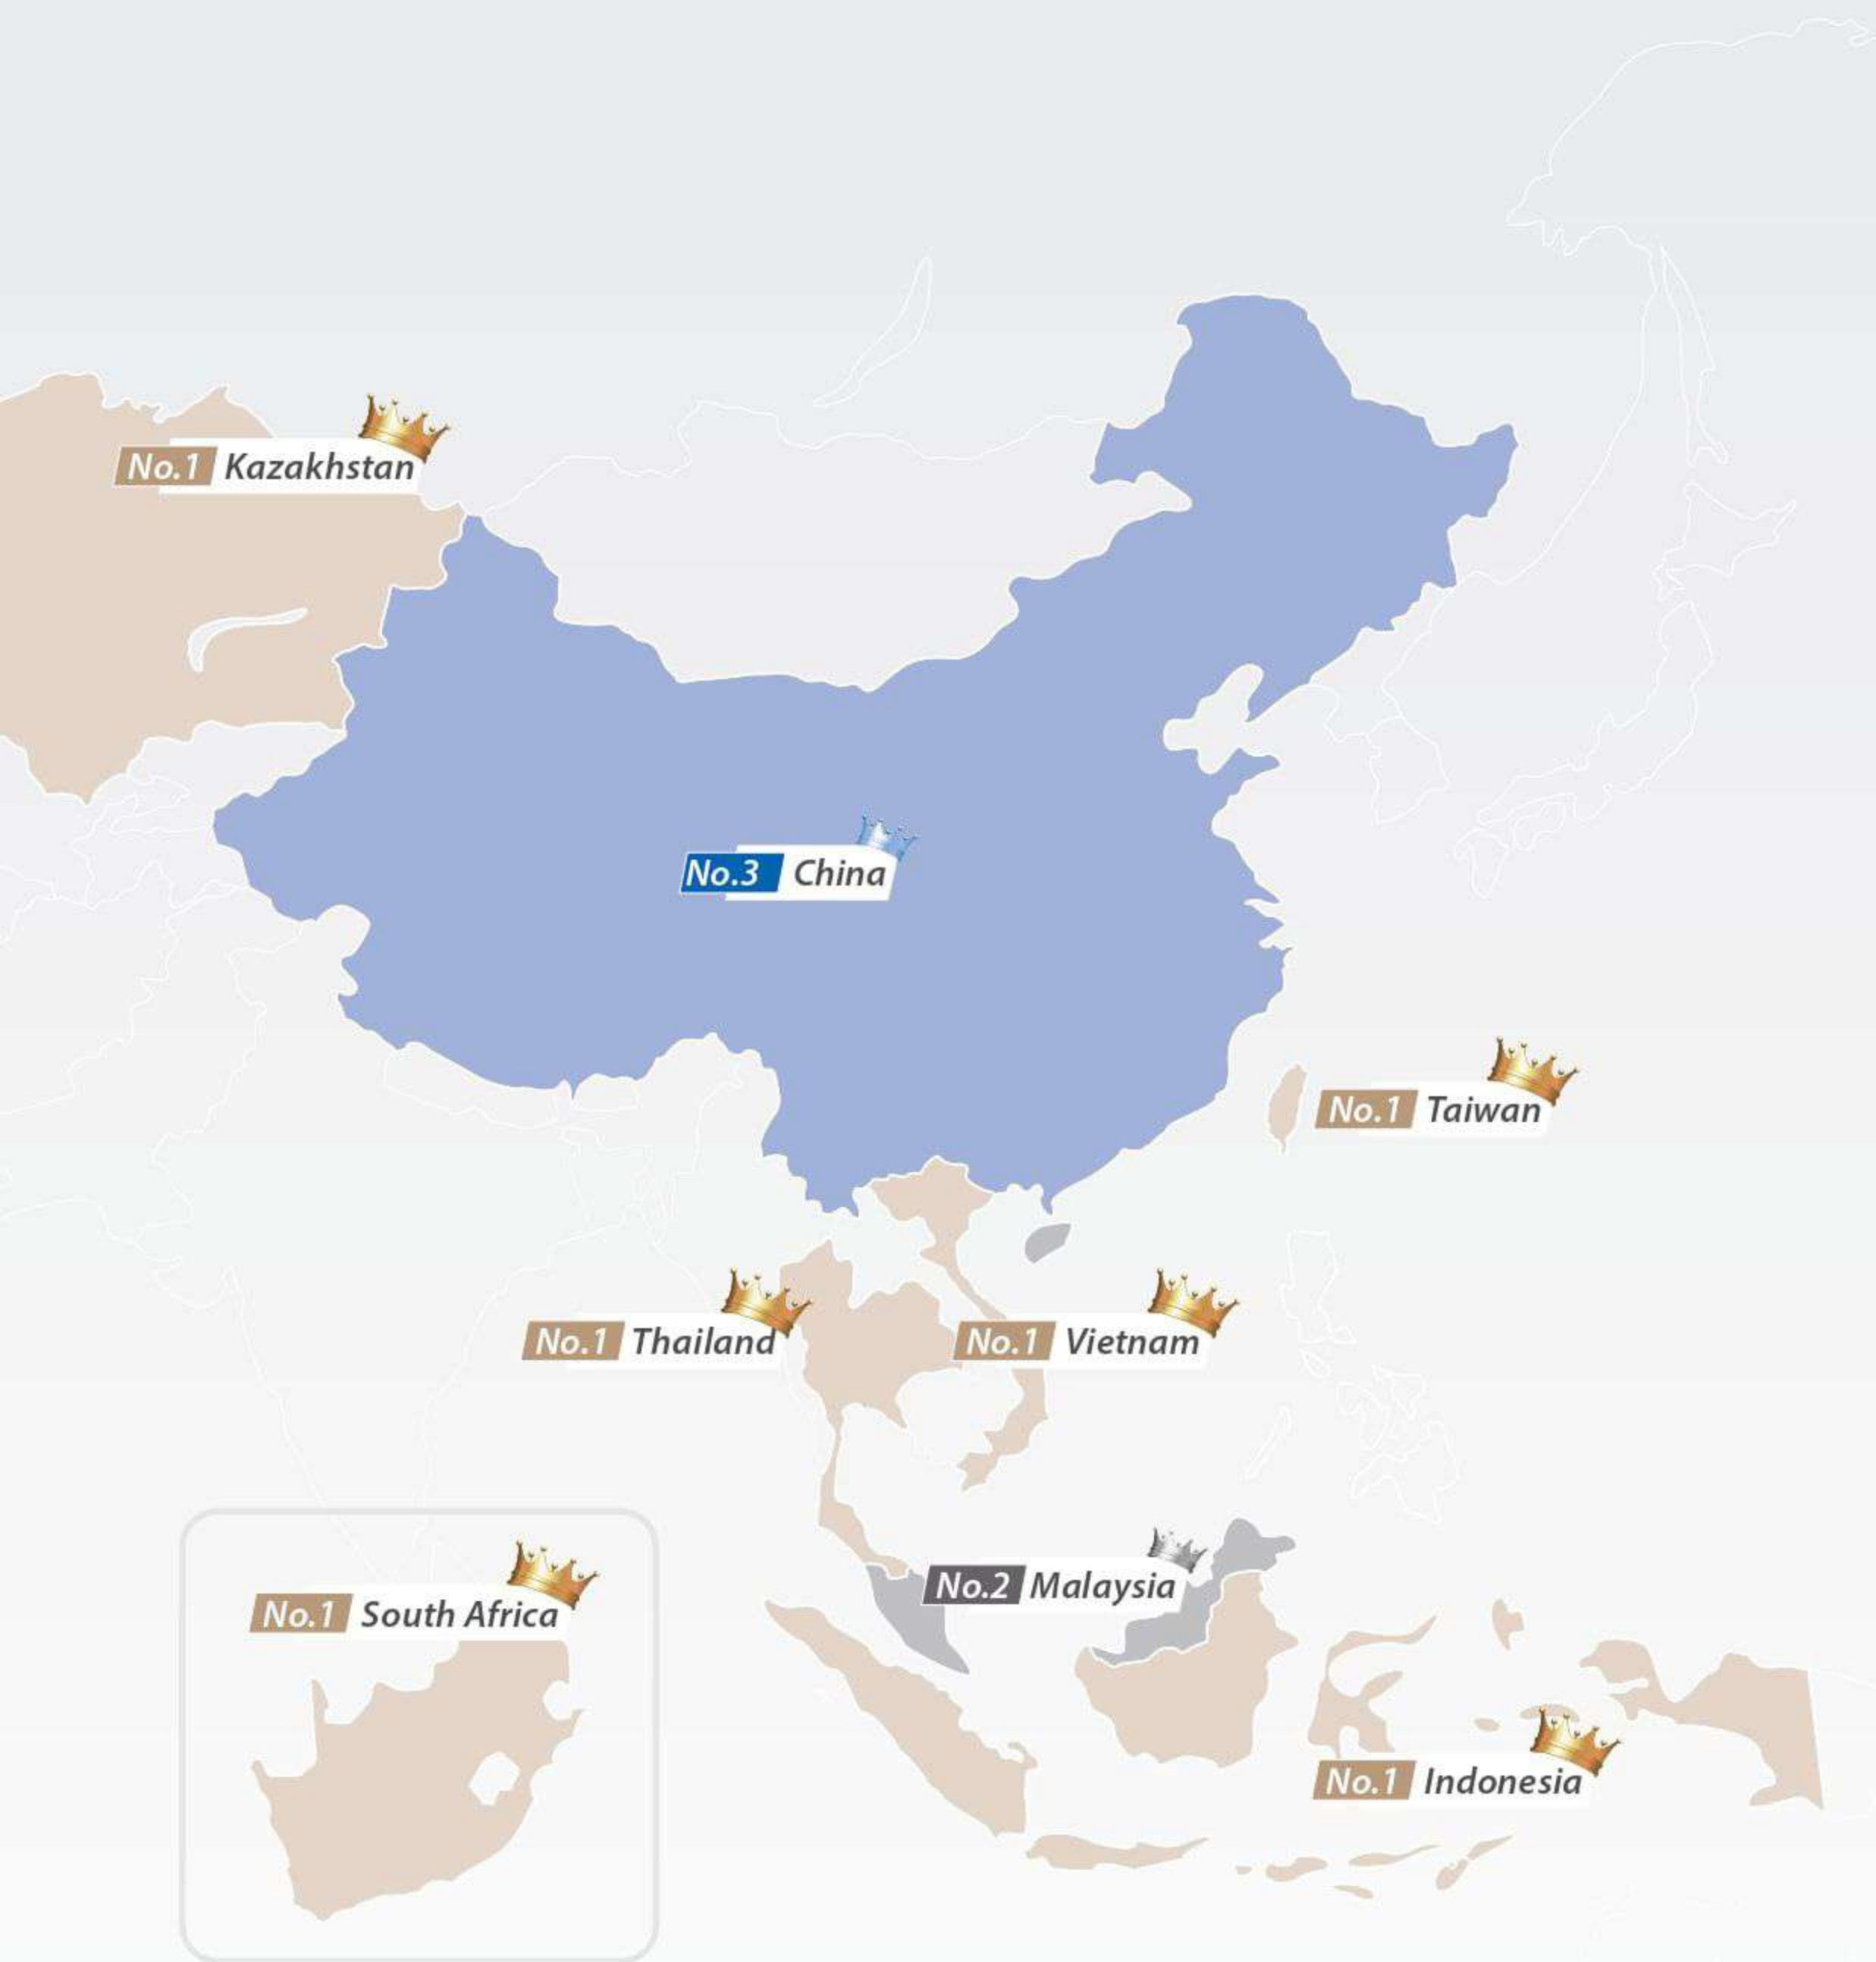 No.1 Kazakhstan
No.3 China
No.1 Taiwan
No.1 Thailand
No.1 Vietnam
No.2 Malaysia
No.1 South Africa
No.1 Indonesia